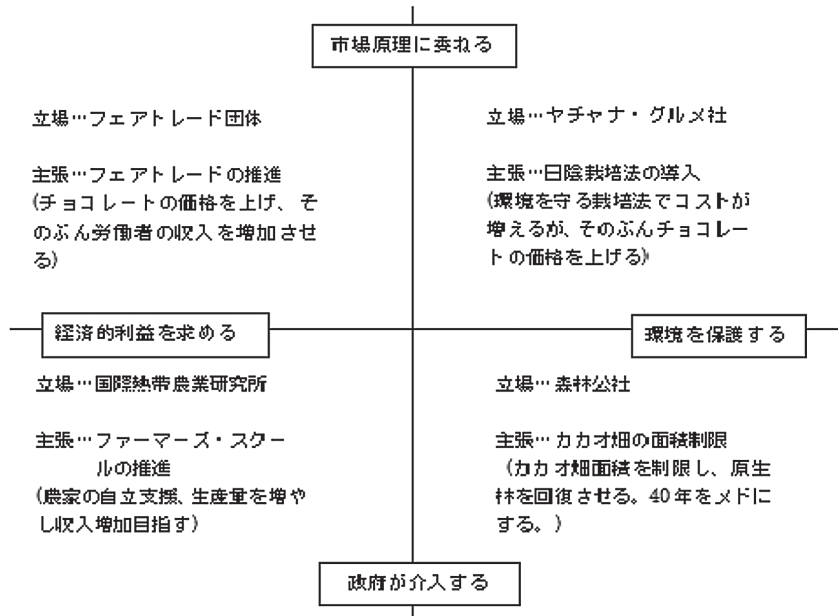 市場原理に委ねる
立場…フェアトレード団体
主張…フェアトレードの推進
(チョコレートの価格を上げ、そ
のぶん労働者の収入を増加させ
る)
立場…ヤチャナ・グルメ社
主張…日陰栽培法の導入
(環境を守る栽培法でコストが
増えるが、そのぶんチョコレー
トの価格を上げる)
経済的利益を求める
環境を保護する
立場…国際熱帯農業研究所
主張…ファーマーズ・スクー
ルの推進
(農家の自立支援、生産量を増や
し収入増加目指す)
立場…森林公社
主張…カカオ畑の面積制限
(カカオ畑面積を制限し、原生
林を回復させる。40年をメドに
する。)
政府が介入する